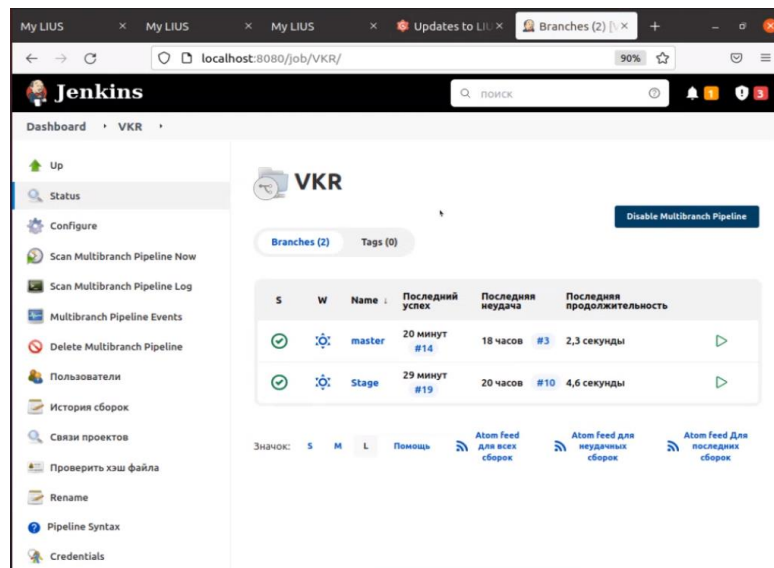 My LIUS × My LIUS × My LIUS × Updates to LIU × Branches (2) [V × +
localhost:8080/job/VKR/ 90%
Jenkins поиск 1 3
Dashboard VKR
Up
Status
Configure
Scan Multibranch Pipeline Now
Scan Multibranch Pipeline Log
Multibranch Pipeline Events
Delete Multibranch Pipeline
Пользователи
История сборок
Связи проектов
Проверить хэш файла
Rename
Pipeline Syntax
Credentials
VKR
Disable Multibranch Pipeline
Branches (2) Tags (0)
S W Name ↓ Последний успех Последняя неудача Последняя продолжительность
master 20 минут #14 18 часов #3 2,3 секунды
Stage 29 минут #19 20 часов #10 4,6 секунды
Значок: S M L Помощь Atom feed для всех сборок Atom feed для неудачных сборок Atom feed Для последних сборок